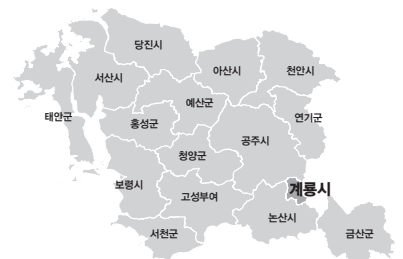 당진시
서산시
아산시
천안시
예산군
태안군
홍성군
연기군
공주시
청양군
보령시
계룡시
고성부여
논산시
서천군
금산군